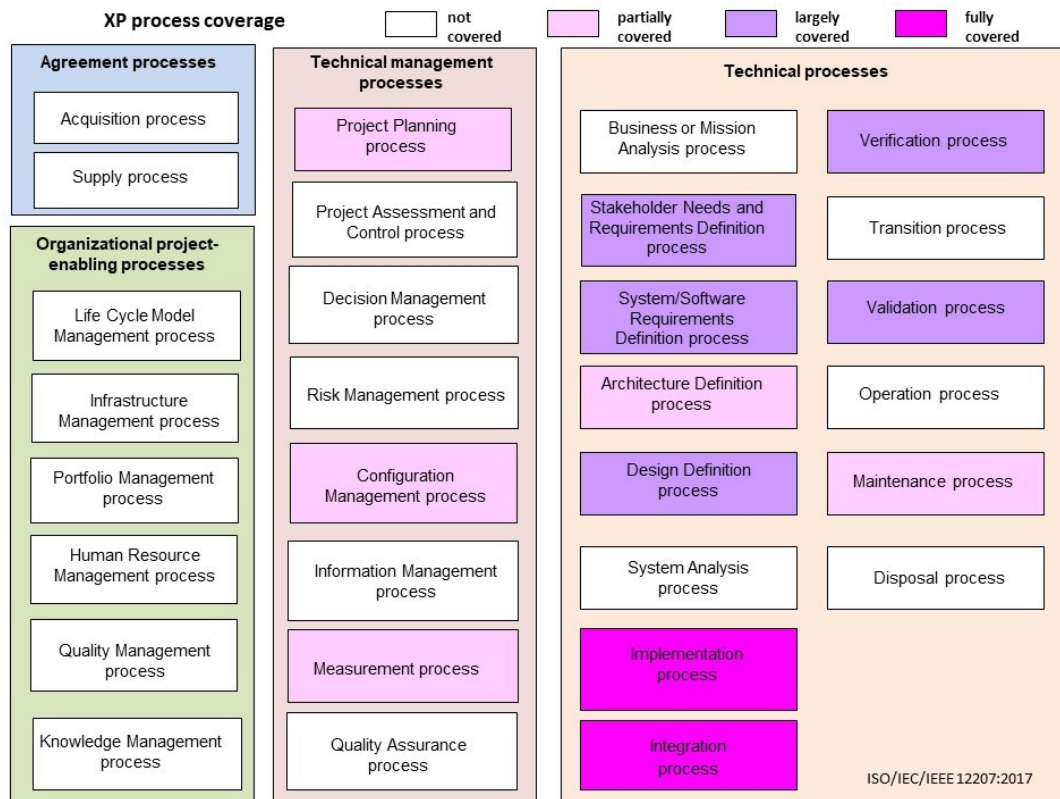 XP process coverage
not
covered
partially
covered
largely
covered
fully
covered
Agreement processes
Acquisition process
Supply process
Organizational project-
enabling processes
Life Cycle Model
Management process
Infrastructure
Management process
Portfolio Management
process
Human Resource
Management process
Quality Management
process
Knowledge Management
process
Technical management
processes
Project Planning
process
Project Assessment and
Control process
Decision Management
process
Risk Management process
Configuration
Management process
Information Management
process
Measurement process
Quality Assurance
process
Technical processes
Business or Mission
Analysis process
Stakeholder Needs and
Requirements Definition
process
System/Software
Requirements
Definition process
Architecture Definition
process
Design Definition
process
System Analysis
process
Implementation
process
Integration
process
Verification process
Transition process
Validation process
Operation process
Maintenance process
Disposal process
ISO/IEC/IEEE 12207:2017